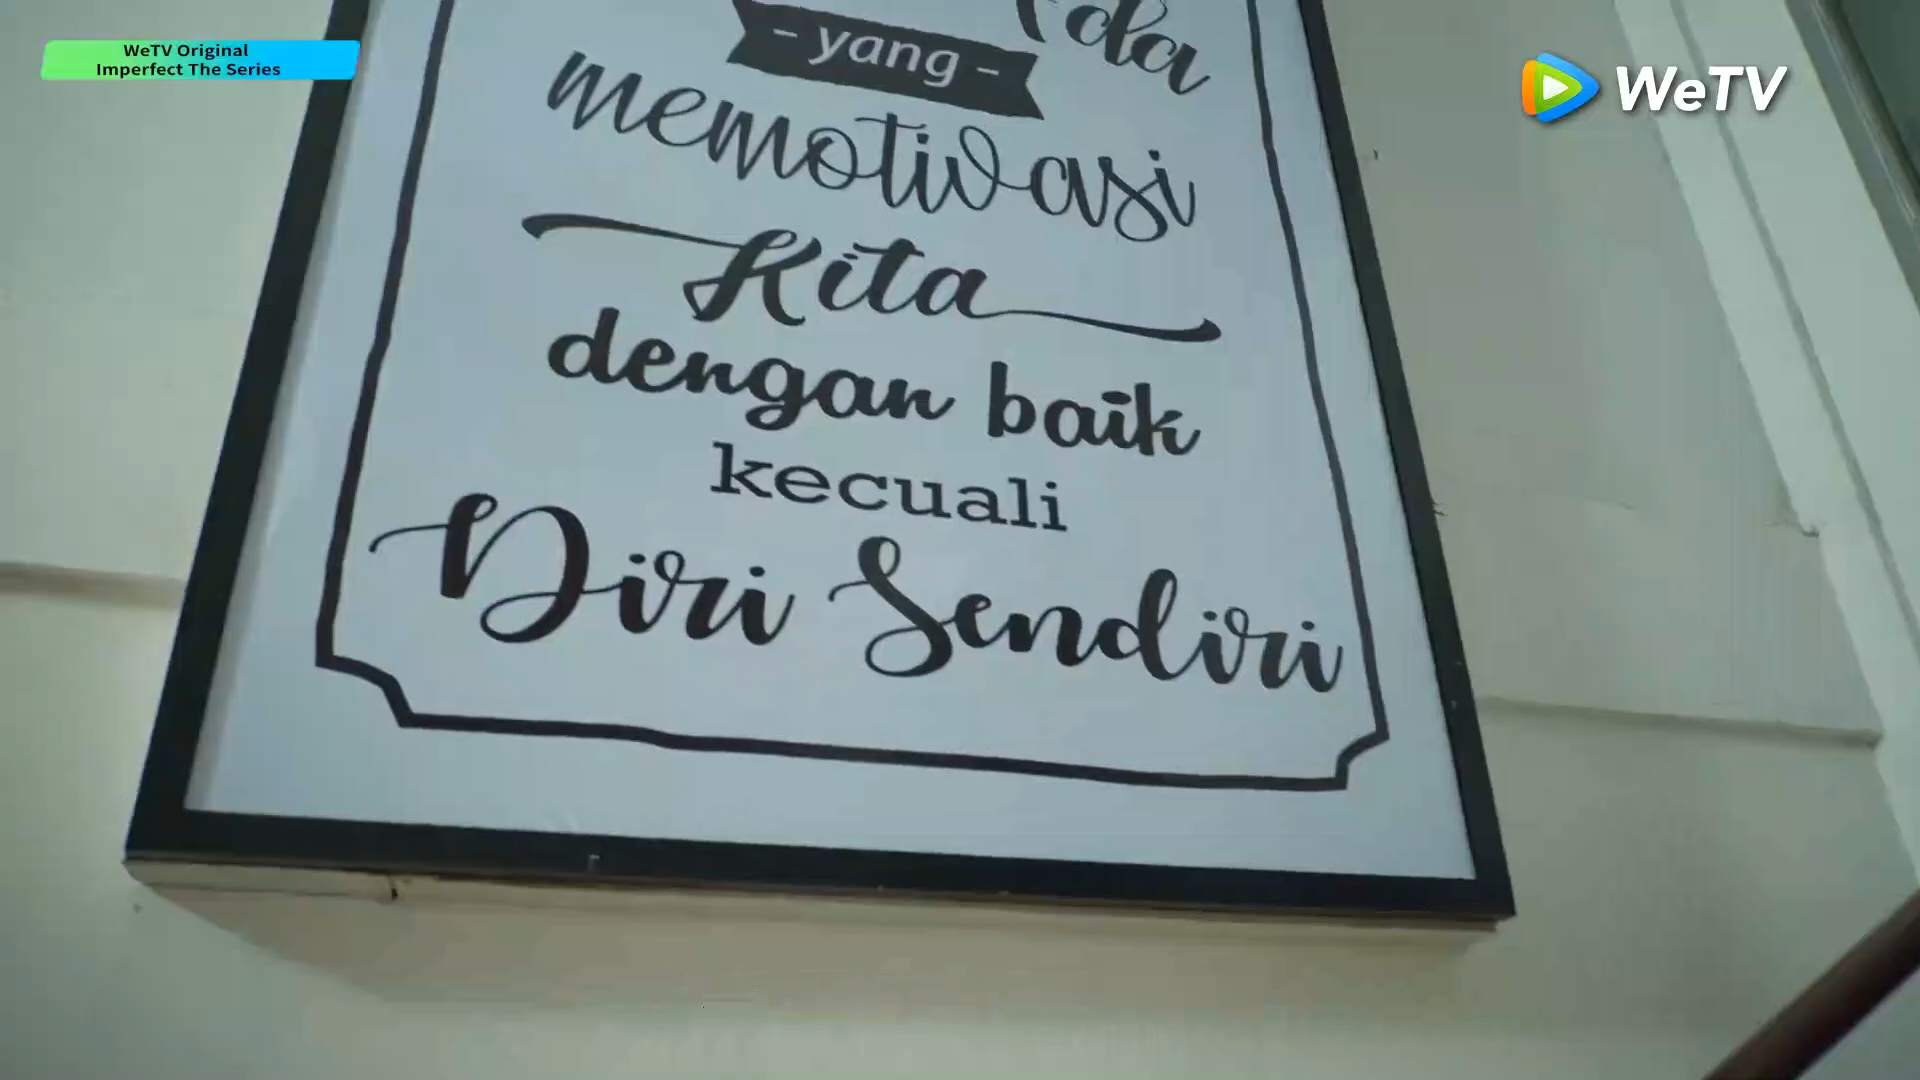 WeTV Original
Imperfect The Series
WeTV
- yang -
memotivasi
Kita
dengan baik
kecuali
Diri Sendiri